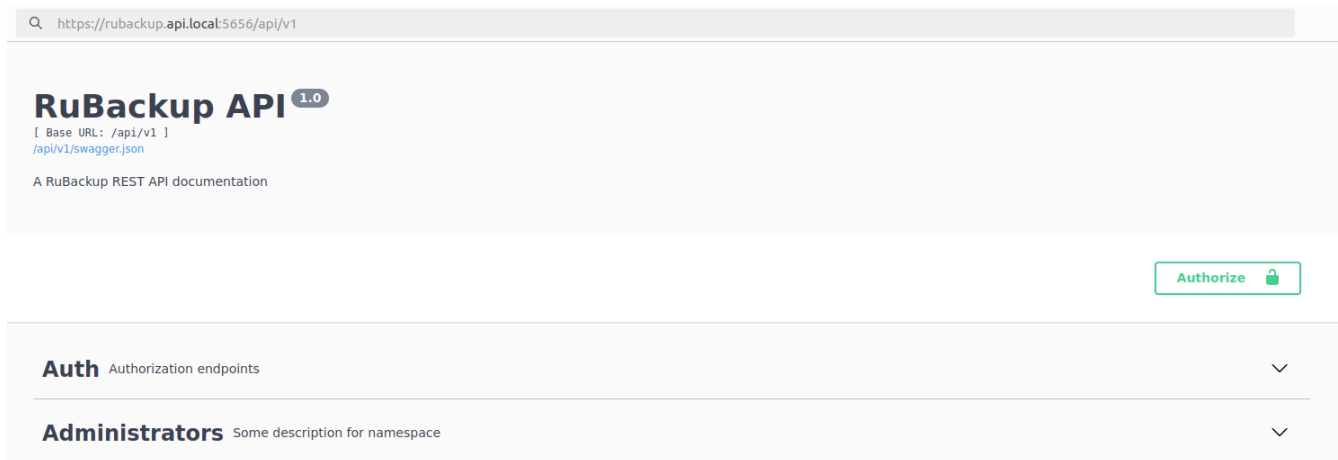 https://rubackup.api.local:5656/api/v1
RuBackup API 1.0
[ Base URL: /api/v1 ]
/api/v1/swagger.json
A RuBackup REST API documentation
Authorize
Auth Authorization endpoints
Administrators Some description for namespace